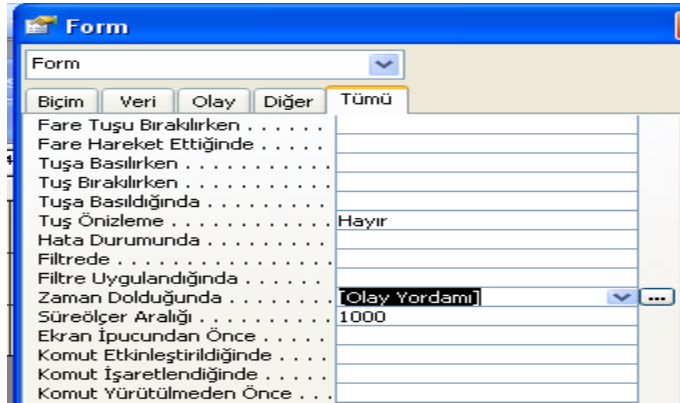 Form
Form
Biçim Veri Olay Diğer Tümü
Fare Tuşu Bırakılırken . . . . . .
Fare Hareket Ettiğinde . . . . .
Tuşa Basılırken . . . . . . . . . . .
Tuş Bırakılırken . . . . . . . . . . .
Tuşa Basıldığında . . . . . . . . .
Tuş Önizleme . . . . . . . . . . . . Hayır
Hata Durumunda . . . . . . . . .
Filtrede . . . . . . . . . . . . . . . .
Filtre Uygulandığında . . . . . .
Zaman Dolduğunda . . . . . . . . [Olay Yordamı] ...
Süreölçer Aralığı . . . . . . . . . . 1000
Ekran İpucundan Önce . . . . .
Komut Etkinleştirildiğinde . . . .
Komut İşaretlendiğinde . . . . .
Komut Yürütülmeden Önce . . .